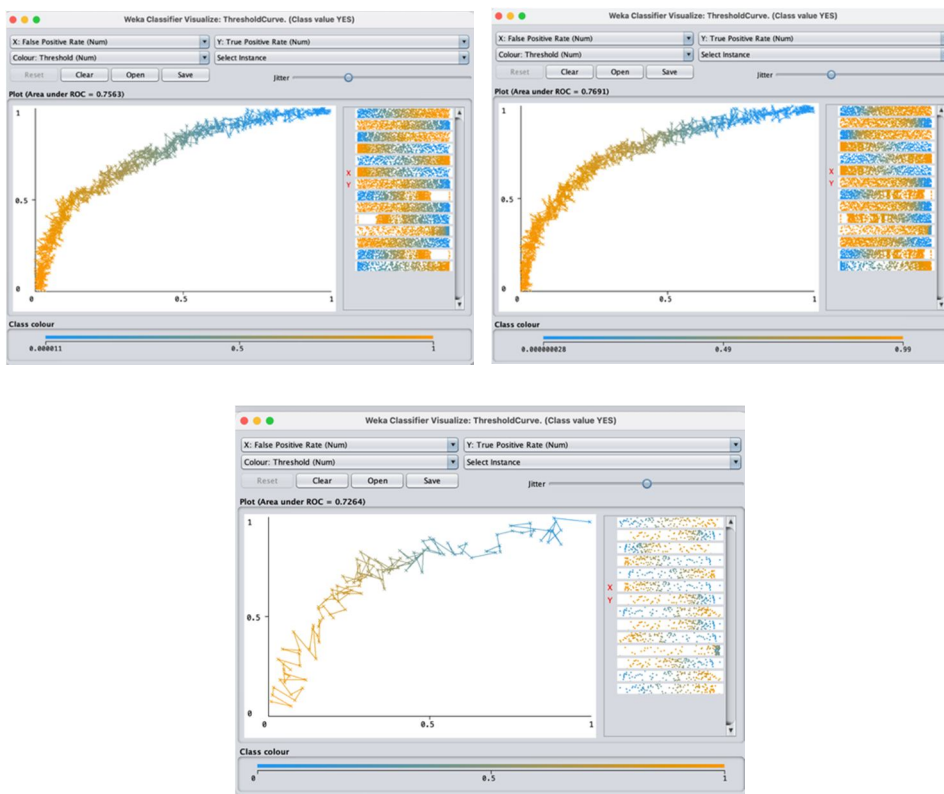 Weka Classifier Visualize: ThresholdCurve. (Class value YES)
X: False Positive Rate (Num) Y: True Positive Rate (Num)
Colour: Threshold (Num) Select Instance
Reset Clear Open Save Jitter
Plot (Area under ROC = 0.7563)
1
0.5
0
0 0.5 1
X
Y
Class colour
0.000011 0.5 1
Weka Classifier Visualize: ThresholdCurve. (Class value YES)
X: False Positive Rate (Num) Y: True Positive Rate (Num)
Colour: Threshold (Num) Select Instance
Reset Clear Open Save Jitter
Plot (Area under ROC = 0.7691)
1
0.5
0
0 0.5 1
X
Y
Class colour
0.000000028 0.49 0.99
Weka Classifier Visualize: ThresholdCurve. (Class value YES)
X: False Positive Rate (Num) Y: True Positive Rate (Num)
Colour: Threshold (Num) Select Instance
Reset Clear Open Save Jitter
Plot (Area under ROC = 0.7264)
1
0.5
0
0 0.5 1
X
Y
Class colour
0 0.5 1